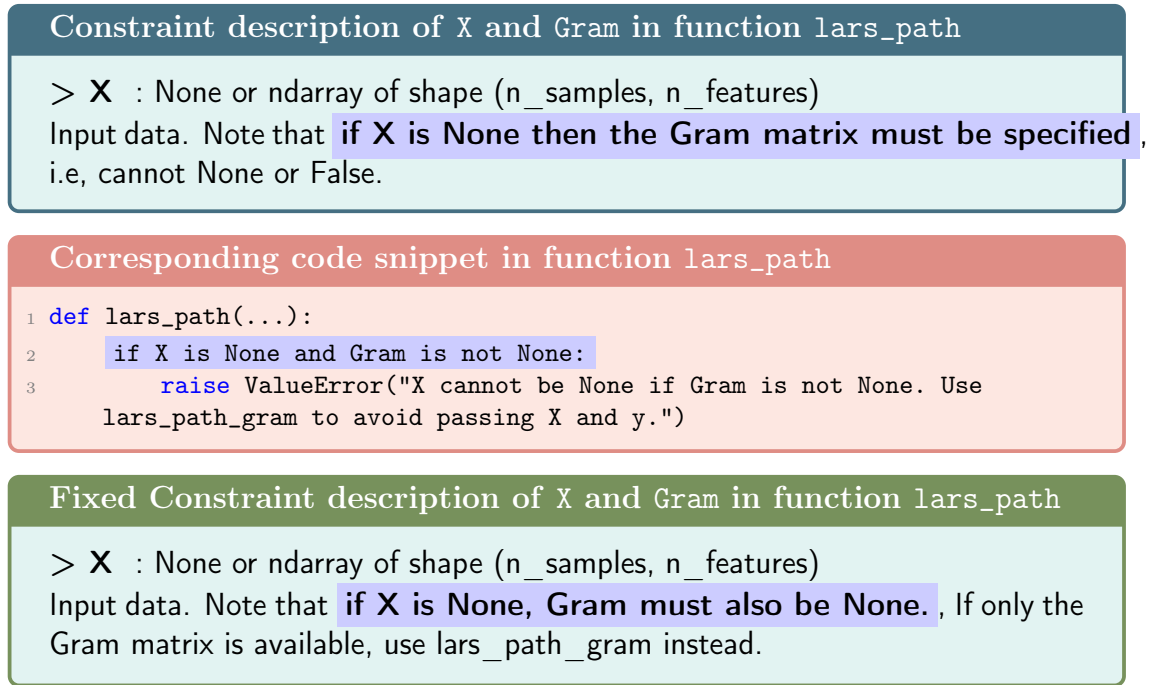 Constraint description of X and Gram in function lars_path
> X : None or ndarray of shape (n_samples, n_features)
Input data. Note that if X is None then the Gram matrix must be specified ,
i.e, cannot None or False.
Corresponding code snippet in function lars_path
1 def lars_path(...):
2 if X is None and Gram is not None:
3 raise ValueError("X cannot be None if Gram is not None. Use
lars_path_gram to avoid passing X and y.")
Fixed Constraint description of X and Gram in function lars_path
> X : None or ndarray of shape (n_samples, n_features)
Input data. Note that if X is None, Gram must also be None. , If only the
Gram matrix is available, use lars_path_gram instead.